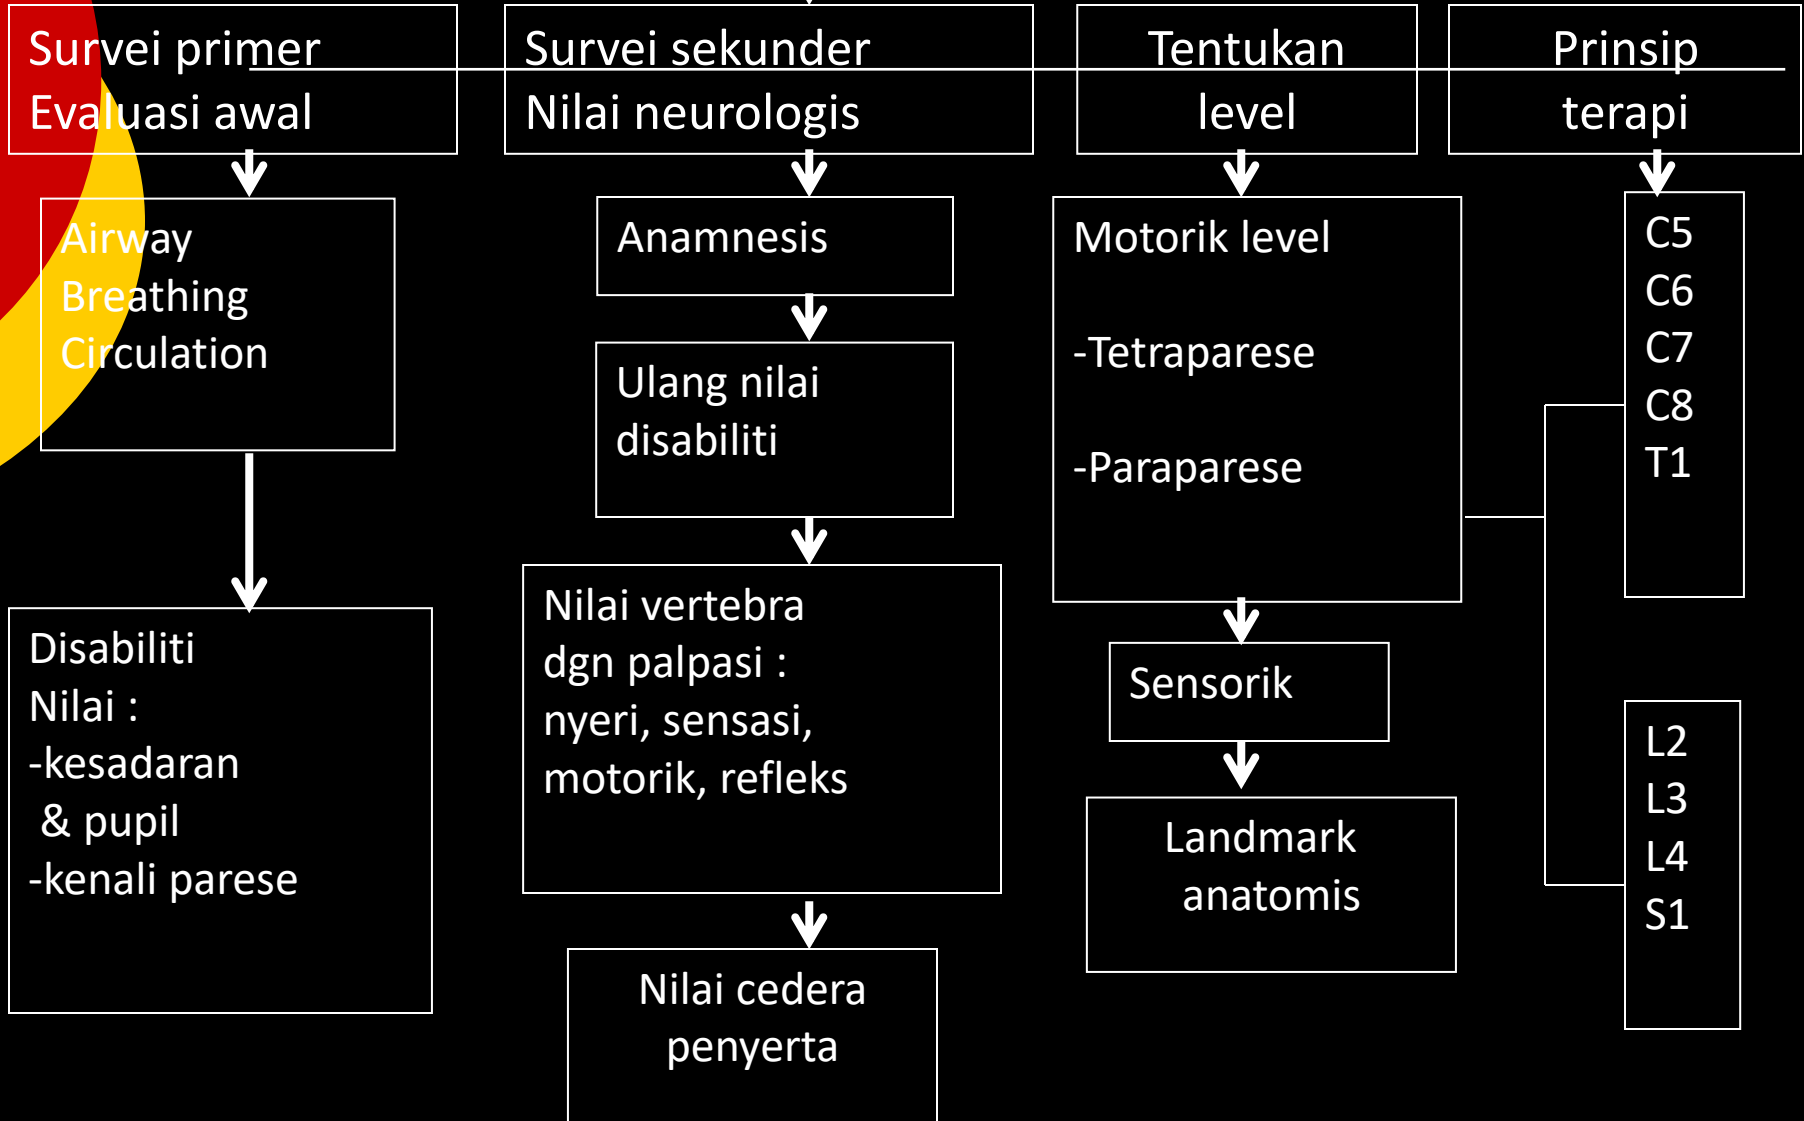 Survei primer
Evaluasi awal
Airway
Breathing
Circulation
Disabiliti
Nilai :
-kesadaran
& pupil
-kenali parese
Survei sekunder
Nilai neurologis
Anamnesis
Ulang nilai
disabiliti
Nilai vertebra
dgn palpasi :
nyeri, sensasi,
motorik, refleks
Nilai cedera
penyerta
Tentukan
level
Motorik level
-Tetraparese
-Paraparese
Sensorik
Landmark
anatomis
Prinsip
terapi
C5
C6
C7
C8
T1
L2
L3
L4
S1